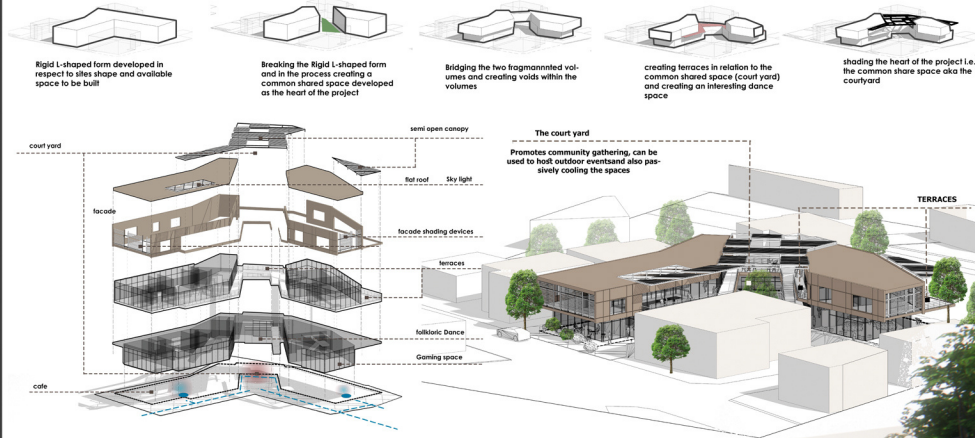 Rigid L-shaped form developed in
respect to sites shape and available
space to be built
Breaking the Rigid L-shaped form
and in the process creating a
common shared space developed
as the heart of the project
Bridging the two fragmannnted vol-
umes and creating voids within the
volumes
creating terraces in relation to the
common shared space (court yard)
and creating an interesting dance
space
shading the heart of the project i.e.
the common share space aka the
courtyard
semi open canopy
court yard
flat roof Sky light
facade
facade shading devices
terraces
follkloric Dance
Gaming space
cafe
The court yard
Promotes community gathering, can be
used to host outdoor eventsand also pas-
sively cooling the spaces
TERRACES